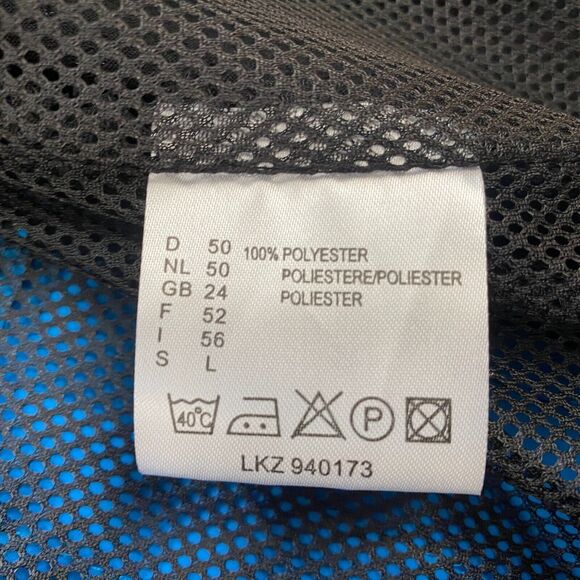 D 50
NL 50
GB 24
F 52
I 56
S L
100% POLYESTER
POLIESTERE/POLIESTER
POLIESTER
40°C P
LKZ 940173